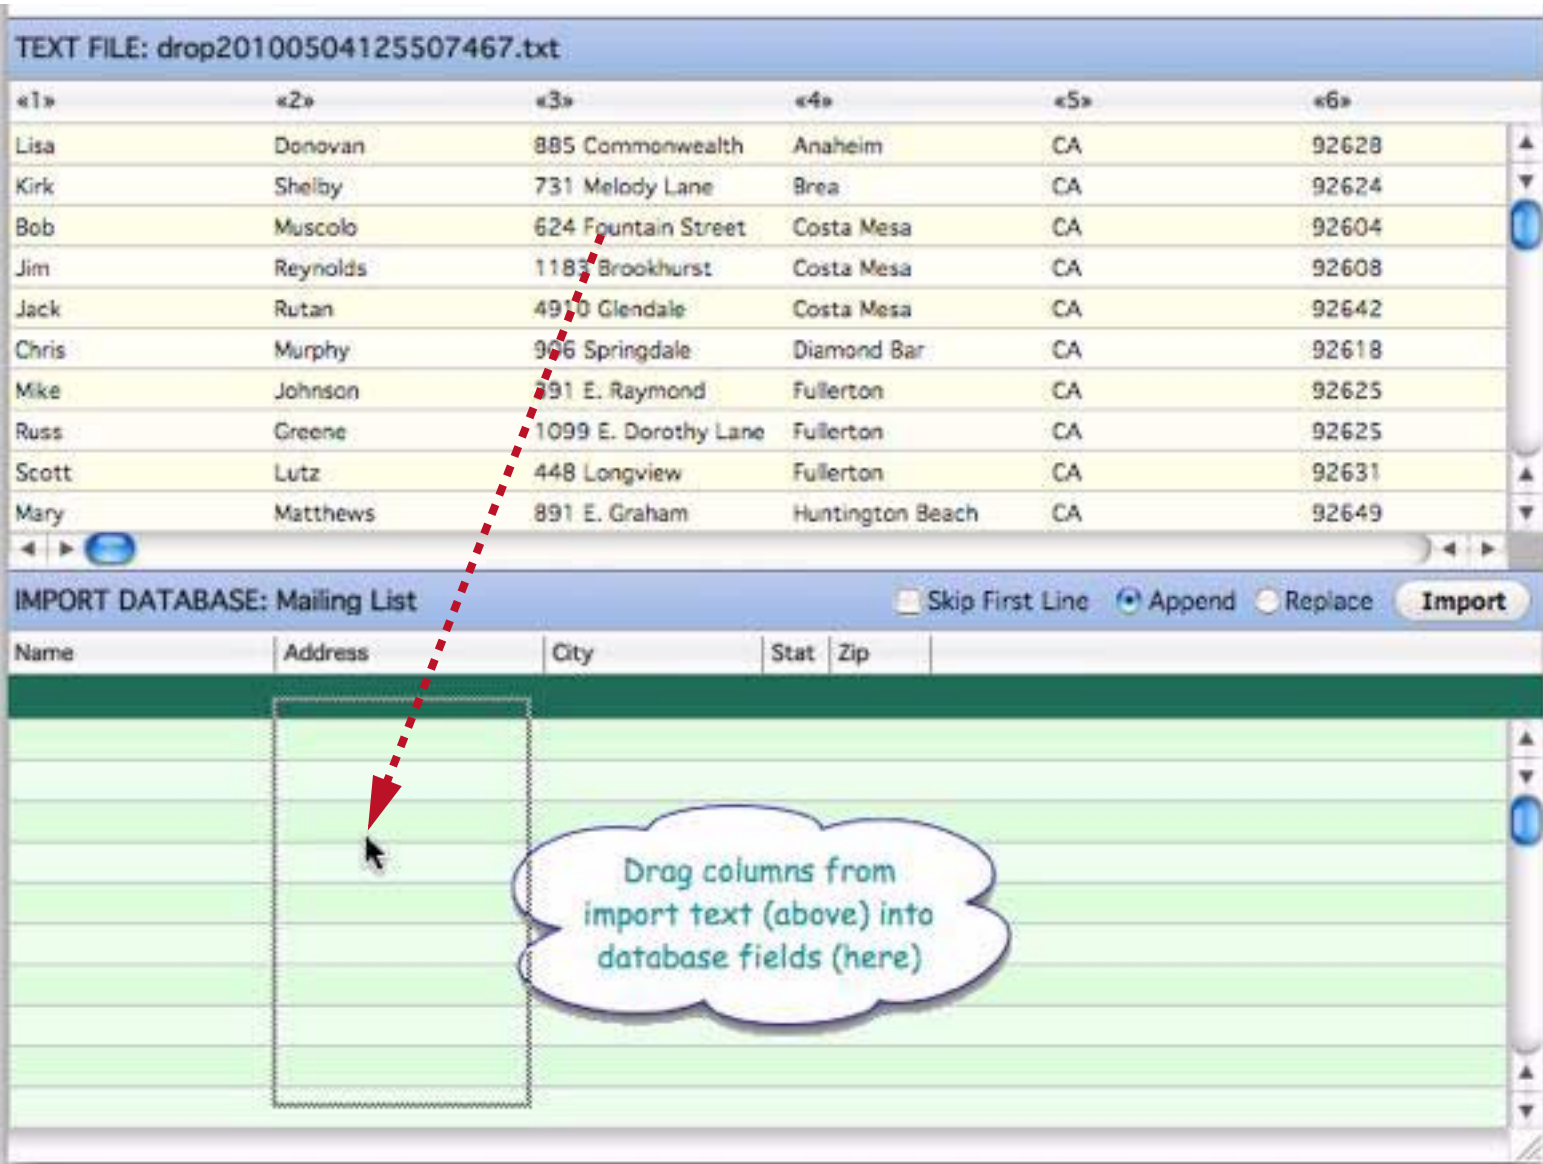 TEXT FILE: drop20100504125507467.txt
«1» «2» «3» «4» «5» «6»
Lisa Donovan 885 Commonwealth Anaheim CA 92628
Kirk Shelby 731 Melody Lane Brea CA 92624
Bob Muscolo 624 Fountain Street Costa Mesa CA 92604
Jim Reynolds 1183 Brookhurst Costa Mesa CA 92608
Jack Rutan 4910 Glendale Costa Mesa CA 92642
Chris Murphy 906 Springdale Diamond Bar CA 92618
Mike Johnson 391 E. Raymond Fullerton CA 92625
Russ Greene 1099 E. Dorothy Lane Fullerton CA 92625
Scott Lutz 448 Longview Fullerton CA 92631
Mary Matthews 891 E. Graham Huntington Beach CA 92649
IMPORT DATABASE: Mailing List Skip First Line Append Replace Import
Name Address City Stat Zip
Drag columns from
import text (above) into
database fields (here)